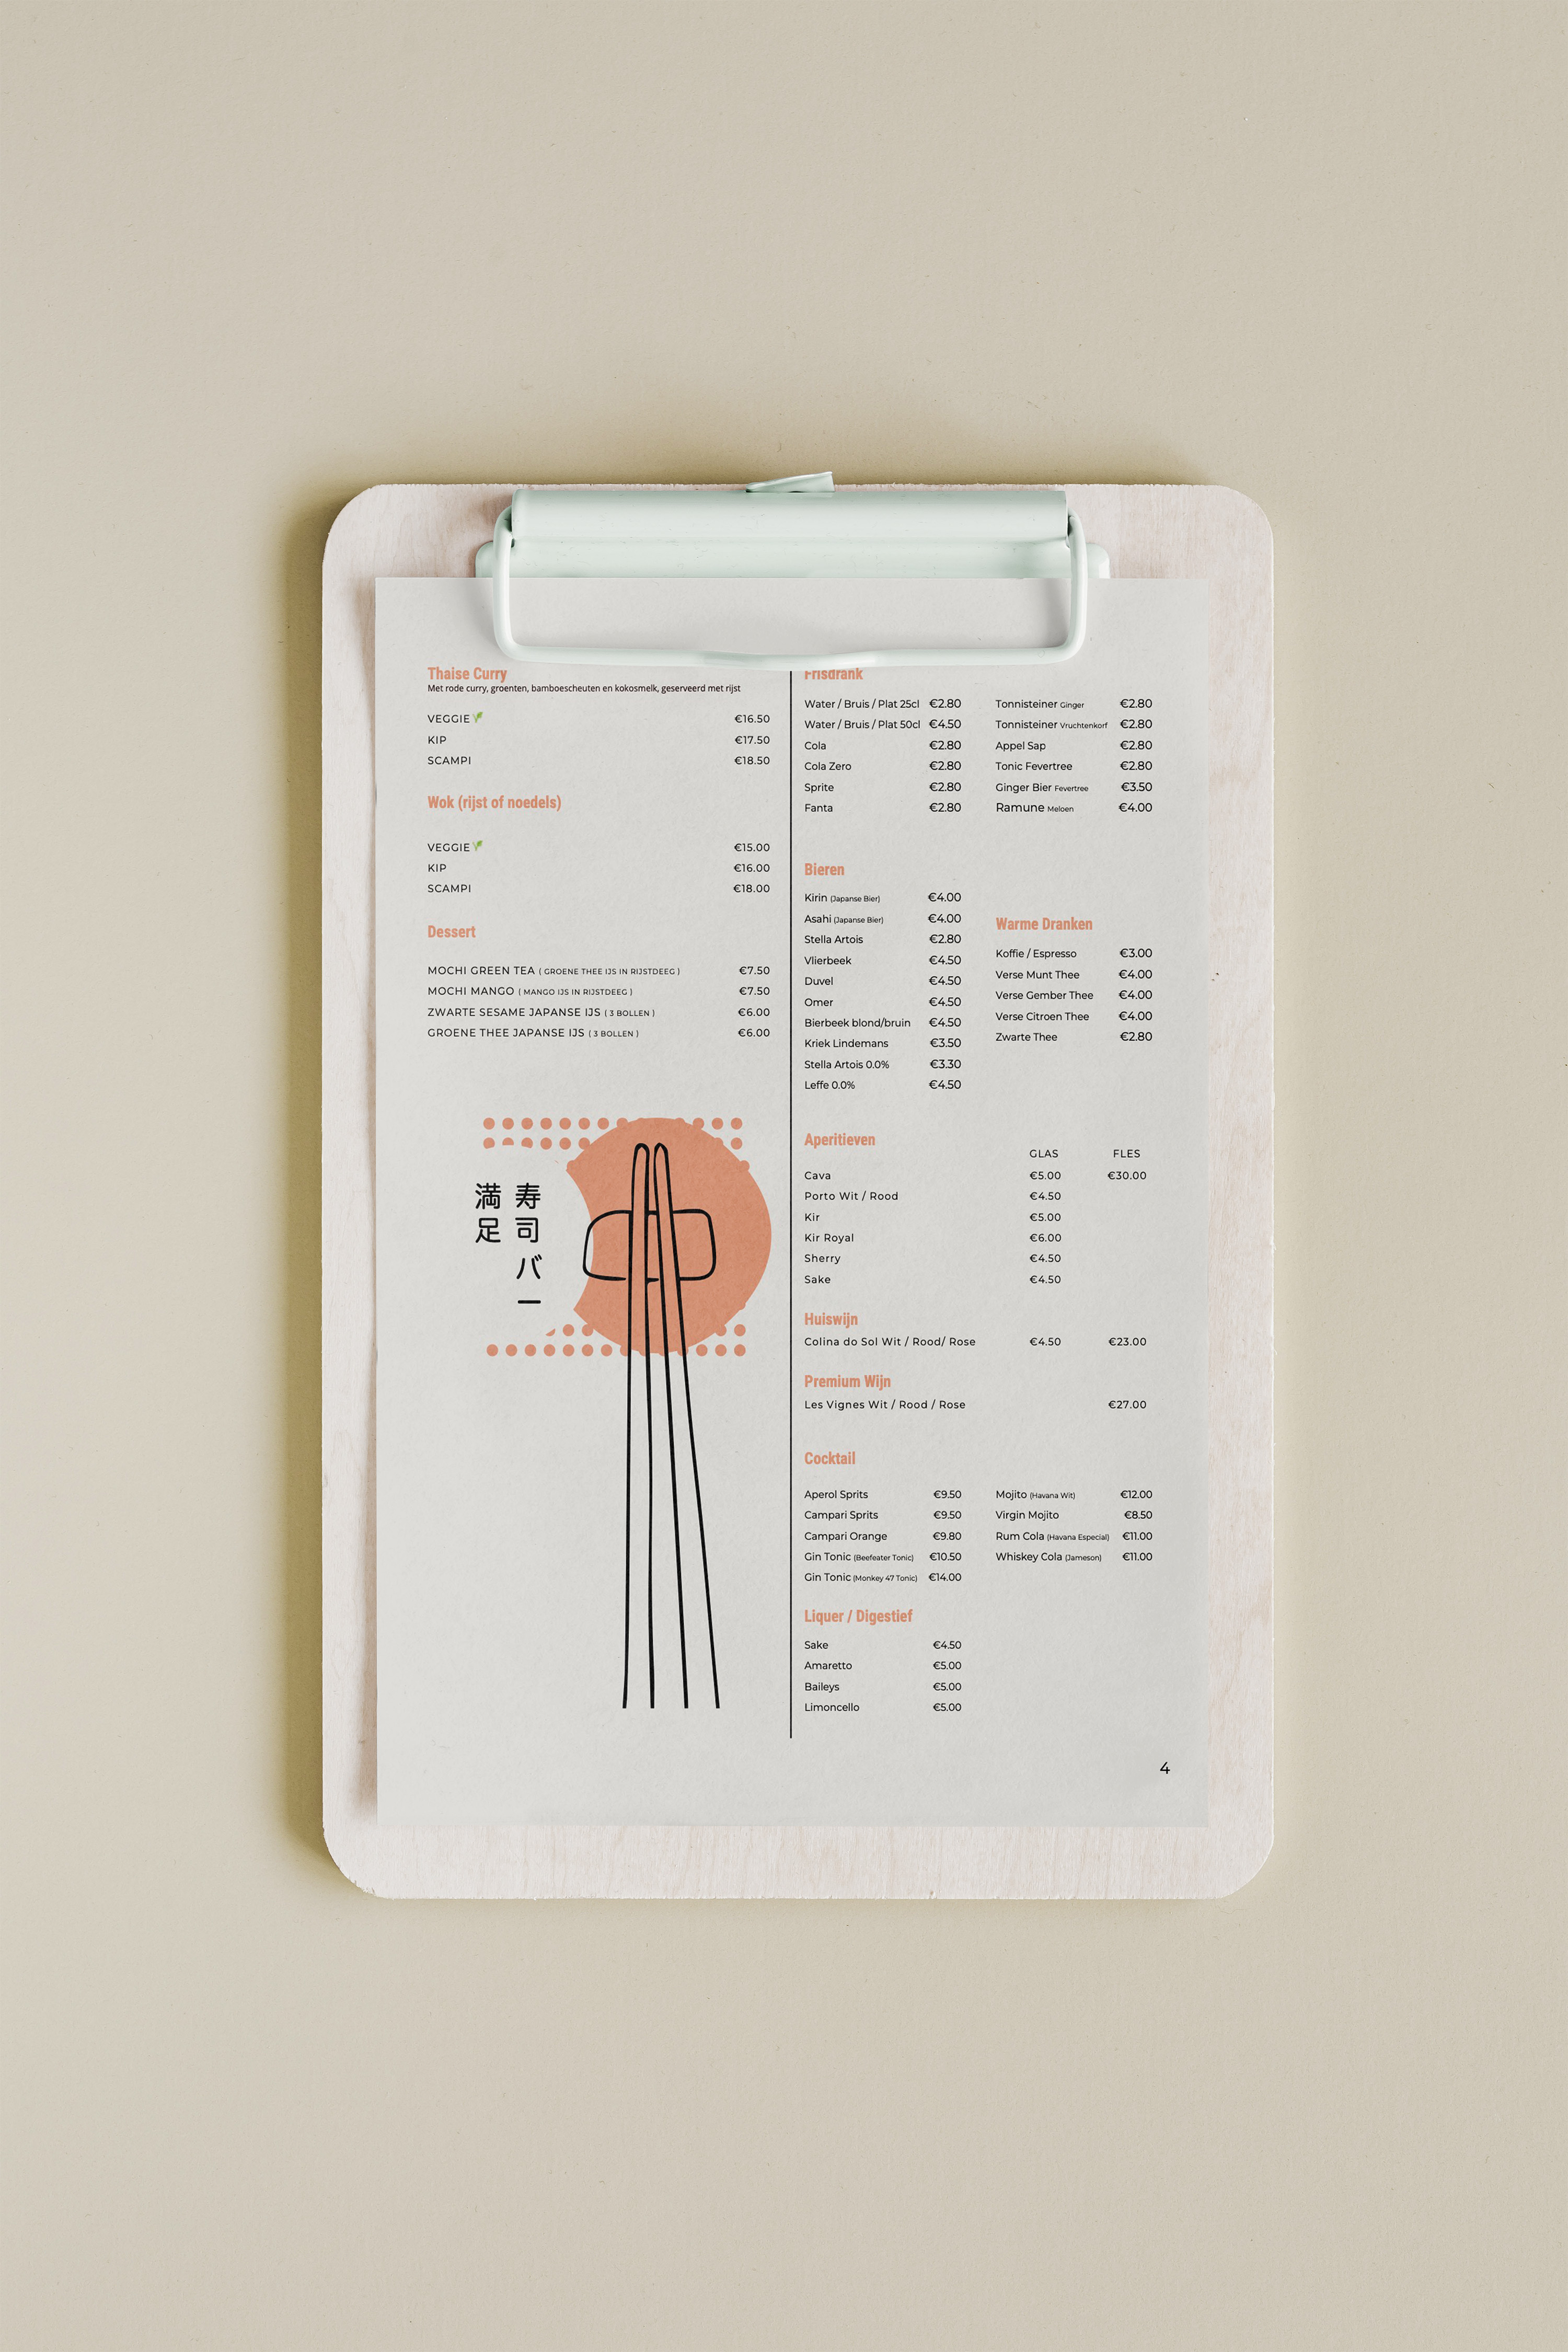 Thaise Curry
Met rode curry, groenten, bamboescheuten en kokosmelk, geserveerd met rijst
VEGGIE €16.50
KIP €17.50
SCAMPI €18.50
Wok (rijst of noedels)
VEGGIE €15.00
KIP €16.00
SCAMPI €18.00
Dessert
MOCHI GREEN TEA ( GROENE THEE IJS IN RIJSTDEEG ) €7.50
MOCHI MANGO ( MANGO IJS IN RIJSTDEEG ) €7.50
ZWARTE SESAME JAPANSE IJS ( 3 BOLLEN ) €6.00
GROENE THEE JAPANSE IJS ( 3 BOLLEN ) €6.00
寿司バー
満足
Frisdrank
Water / Bruis / Plat 25cl €2.80
Water / Bruis / Plat 50cl €4.50
Cola €2.80
Cola Zero €2.80
Sprite €2.80
Fanta €2.80
Tonnisteiner Ginger €2.80
Tonnisteiner Vruchtenkorf €2.80
Appel Sap €2.80
Tonic Fevertree €2.80
Ginger Bier Fevertree €3.50
Ramune Meloen €4.00
Bieren
Kirin (Japanse Bier) €4.00
Asahi (Japanse Bier) €4.00
Stella Artois €2.80
Vlierbeek €4.50
Duvel €4.50
Omer €4.50
Bierbeek blond/bruin €4.50
Kriek Lindemans €3.50
Stella Artois 0.0% €3.30
Leffe 0.0% €4.50
Warme Dranken
Koffie / Espresso €3.00
Verse Munt Thee €4.00
Verse Gember Thee €4.00
Verse Citroen Thee €4.00
Zwarte Thee €2.80
Aperitieven
GLAS FLES
Cava €5.00 €30.00
Porto Wit / Rood €4.50
Kir €5.00
Kir Royal €6.00
Sherry €4.50
Sake €4.50
Huiswijn
Colina do Sol Wit / Rood/ Rose €4.50 €23.00
Premium Wijn
Les Vignes Wit / Rood / Rose €27.00
Cocktail
Aperol Sprits €9.50
Campari Sprits €9.50
Campari Orange €9.80
Gin Tonic (Beefeater Tonic) €10.50
Gin Tonic (Monkey 47 Tonic) €14.00
Mojito (Havana Wit) €12.00
Virgin Mojito €8.50
Rum Cola (Havana Especial) €11.00
Whiskey Cola (Jameson) €11.00
Liquer / Digestief
Sake €4.50
Amaretto €5.00
Baileys €5.00
Limoncello €5.00
4